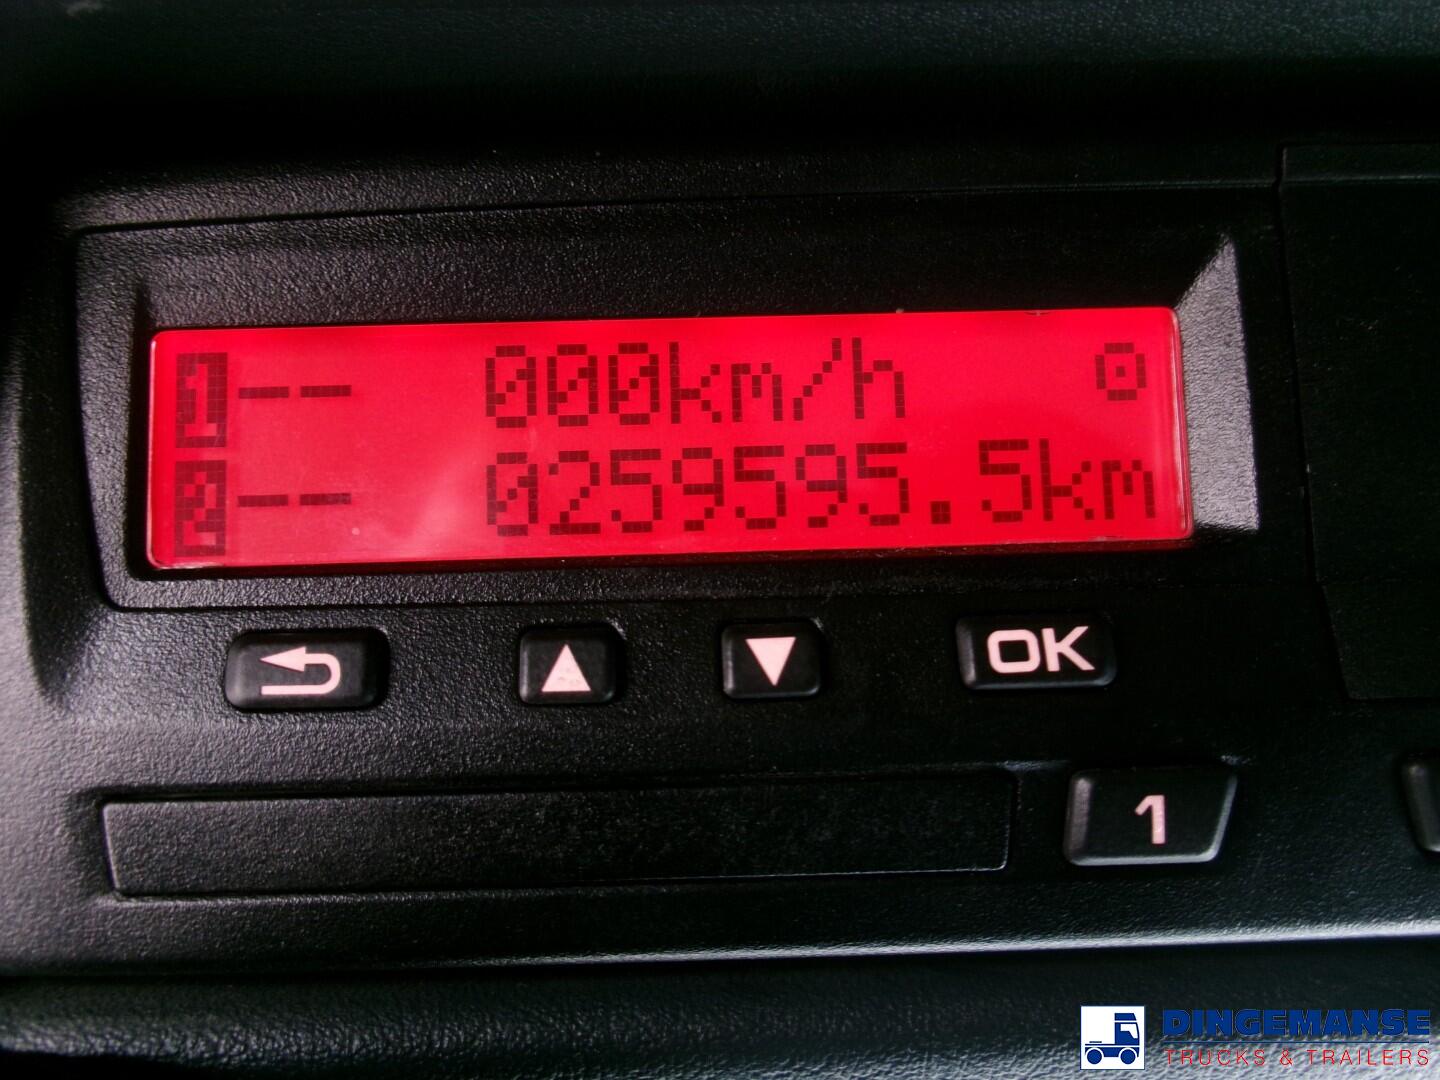 1-- 000km/h
2-- 0259595.5km
OK
1
DINGEMANSE
TRUCKS & TRAILERS